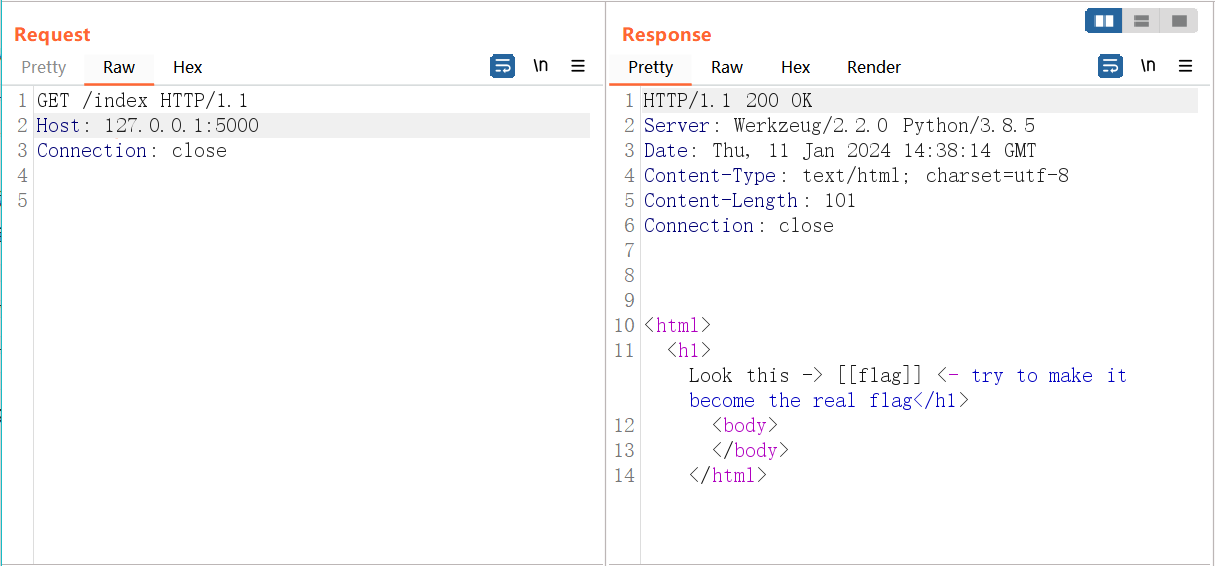 Request
Pretty Raw Hex \n
1 GET /index HTTP/1.1
2 Host: 127.0.0.1:5000
3 Connection: close
4
5
Response
Pretty Raw Hex Render \n
1 HTTP/1.1 200 OK
2 Server: Werkzeug/2.2.0 Python/3.8.5
3 Date: Thu, 11 Jan 2024 14:38:14 GMT
4 Content-Type: text/html; charset=utf-8
5 Content-Length: 101
6 Connection: close
7
8
9
10 <html>
11 <h1>
Look this -> [[flag]] <- try to make it
become the real flag</h1>
12 <body>
13 </body>
14 </html>